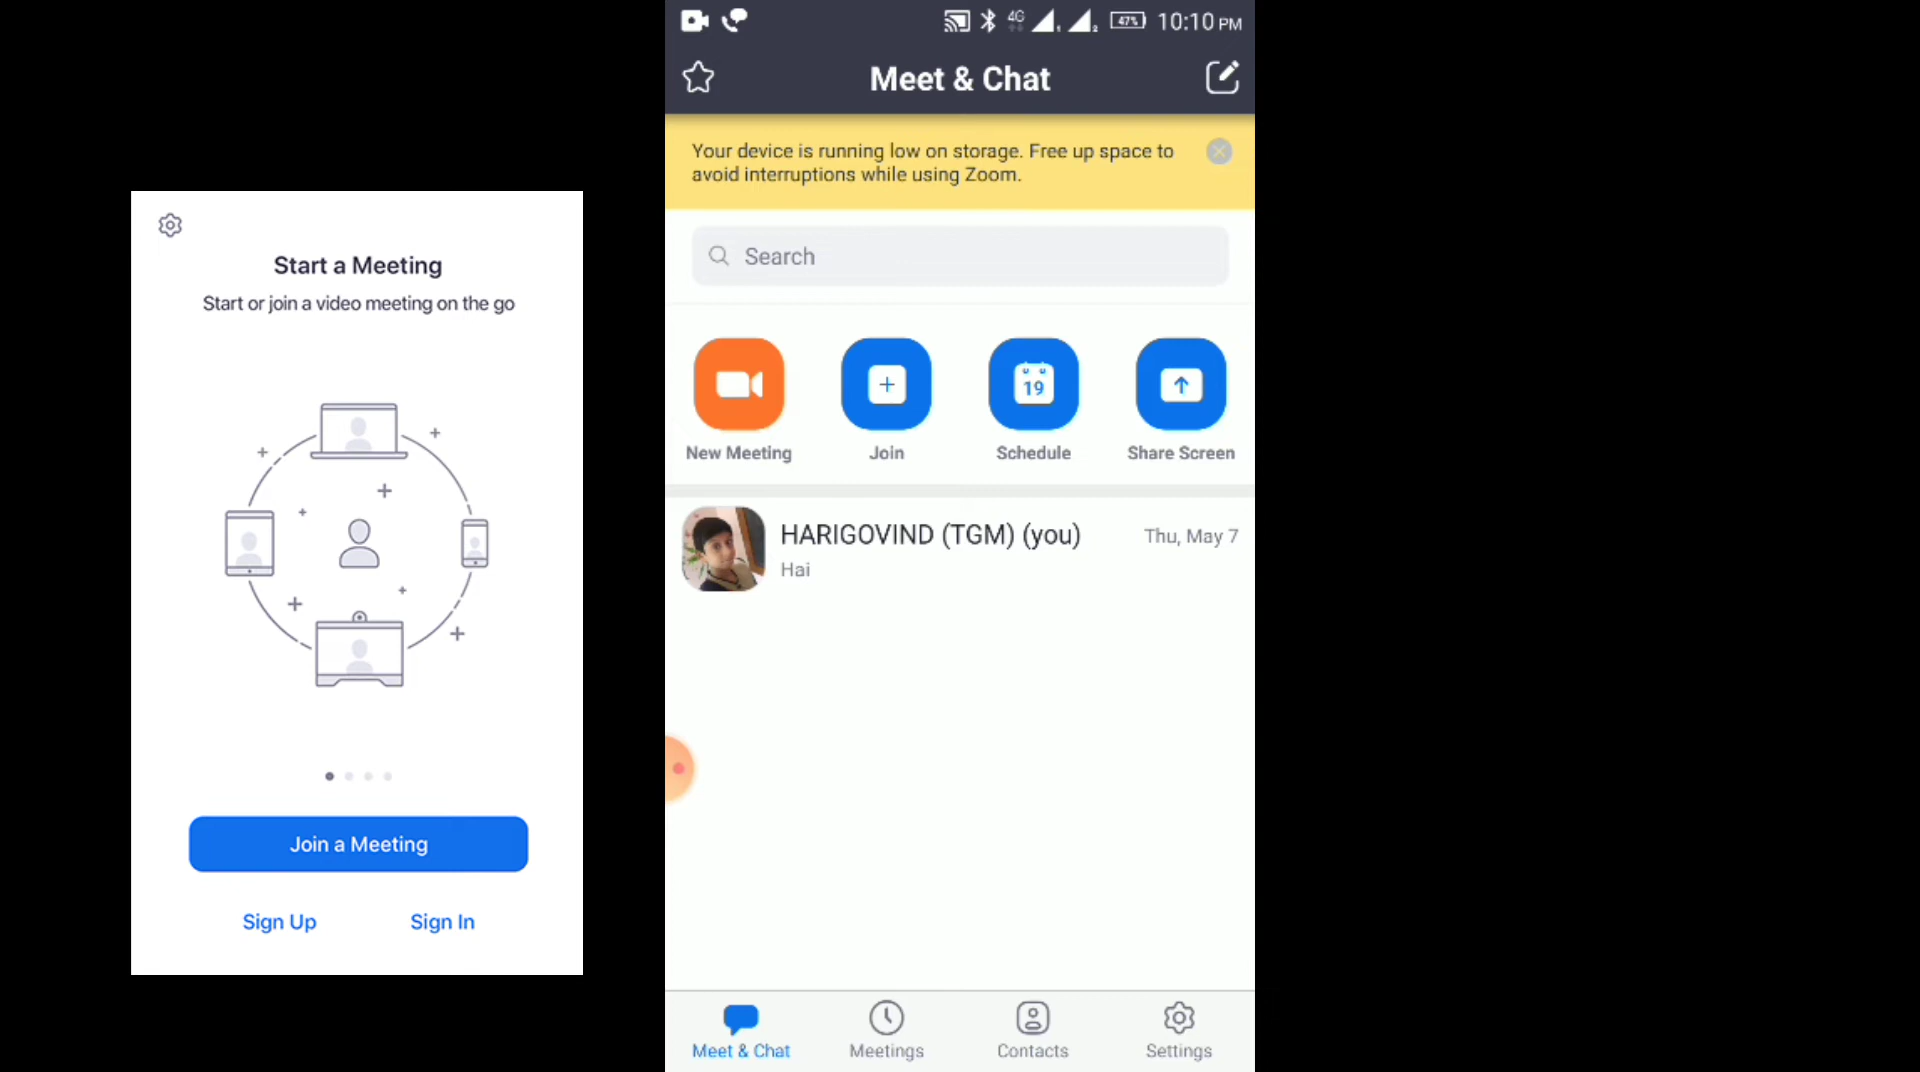 Start a Meeting
Start or join a video meeting on the go
Join a Meeting
Sign Up
Sign In
4G
47%
10:10 PM
Meet & Chat
Your device is running low on storage. Free up space to
avoid interruptions while using Zoom.
Search
19
New Meeting
Join
Schedule
Share Screen
HARIGOVIND (TGM) (you)
Thu, May 7
Hai
Meet & Chat
Meetings
Contacts
Settings